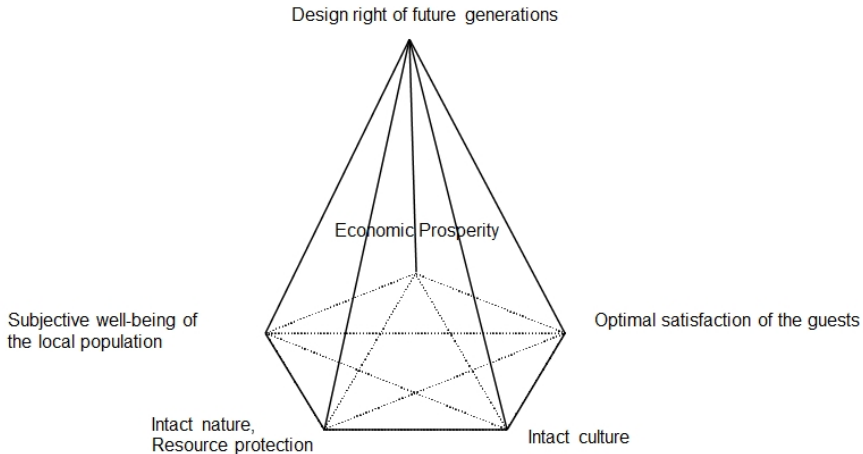 Design right of future generations
Economic Prosperity
Subjective well-being of
the local population
Optimal satisfaction of the guests
Intact nature,
Resource protection
Intact culture